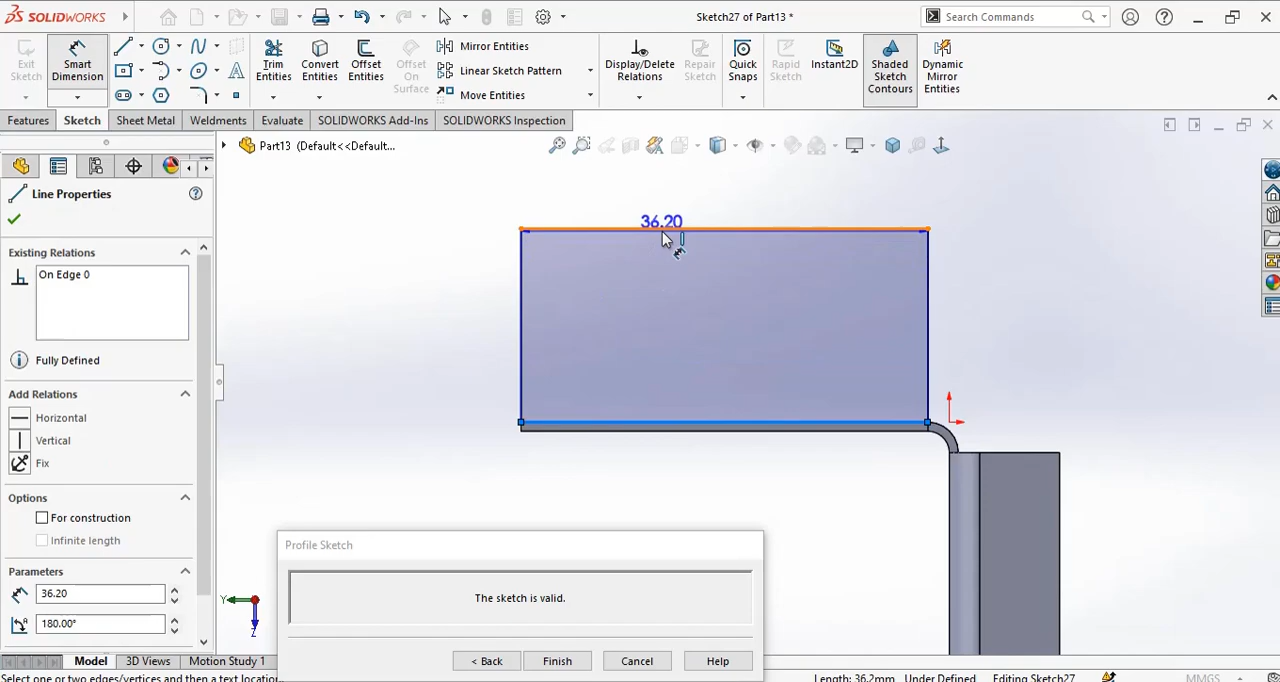 SOLIDWORKS
Sketch27 of Part13 *
Search Commands
Exit Sketch
Smart Dimension
Trim Entities
Convert Entities
Offset Entities
Offset On Surface
Mirror Entities
Linear Sketch Pattern
Move Entities
Display/Delete Relations
Repair Sketch
Quick Snaps
Rapid Sketch
Instant2D
Shaded Sketch Contours
Dynamic Mirror Entities
Features
Sketch
Sheet Metal
Weldments
Evaluate
SOLIDWORKS Add-Ins
SOLIDWORKS Inspection
Part13 (Default<<Default...
Line Properties
Existing Relations
On Edge 0
Fully Defined
Add Relations
Horizontal
Vertical
Fix
Options
For construction
Infinite length
Parameters
36.20
180.00°
36.20
Y
Z
Profile Sketch
The sketch is valid.
< Back
Finish
Cancel
Help
Model
3D Views
Motion Study 1
Select one or two edges/vertices and then a text location
Length: 36.2mm
Under Defined
Editing Sketch27
MMGS